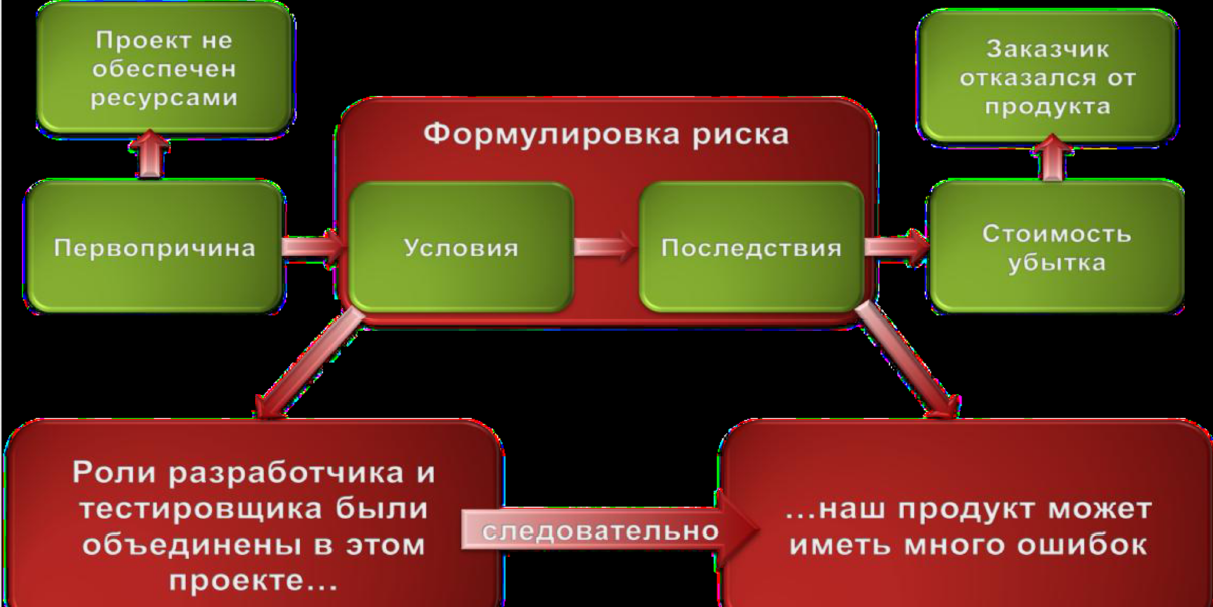 Проект не
обеспечен
ресурсами
Заказчик
отказался от
продукта
Формулировка риска
Первопричина
Условия
Последствия
Стоимость
убытка
Роли разработчика и
тестировщика были
объединены в этом
проекте...
следовательно
...наш продукт может
иметь много ошибок